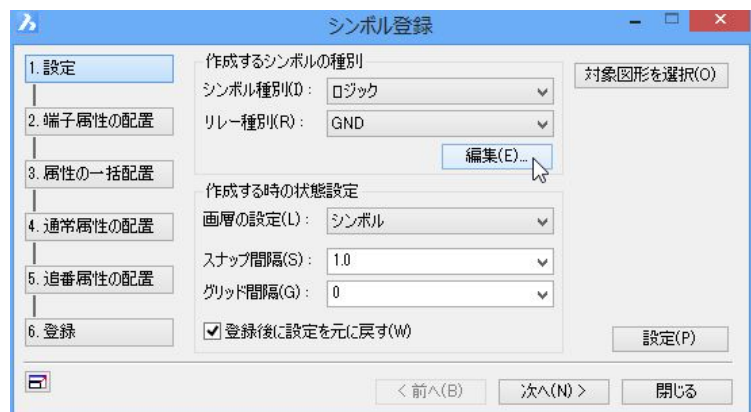 シンボル登録
1.設定
2.端子属性の配置
3.属性の一括配置
4.通常属性の配置
5.追番属性の配置
6.登録
作成するシンボルの種別
シンボル種別(I): ロジック
リレー種別(R): GND
編集(E)...
作成する時の状態設定
画層の設定(L): シンボル
スナップ間隔(S): 1.0
グリッド間隔(G): 0
登録後に設定を元に戻す(W)
対象図形を選択(O)
設定(P)
< 前へ(B) 次へ(N) > 閉じる